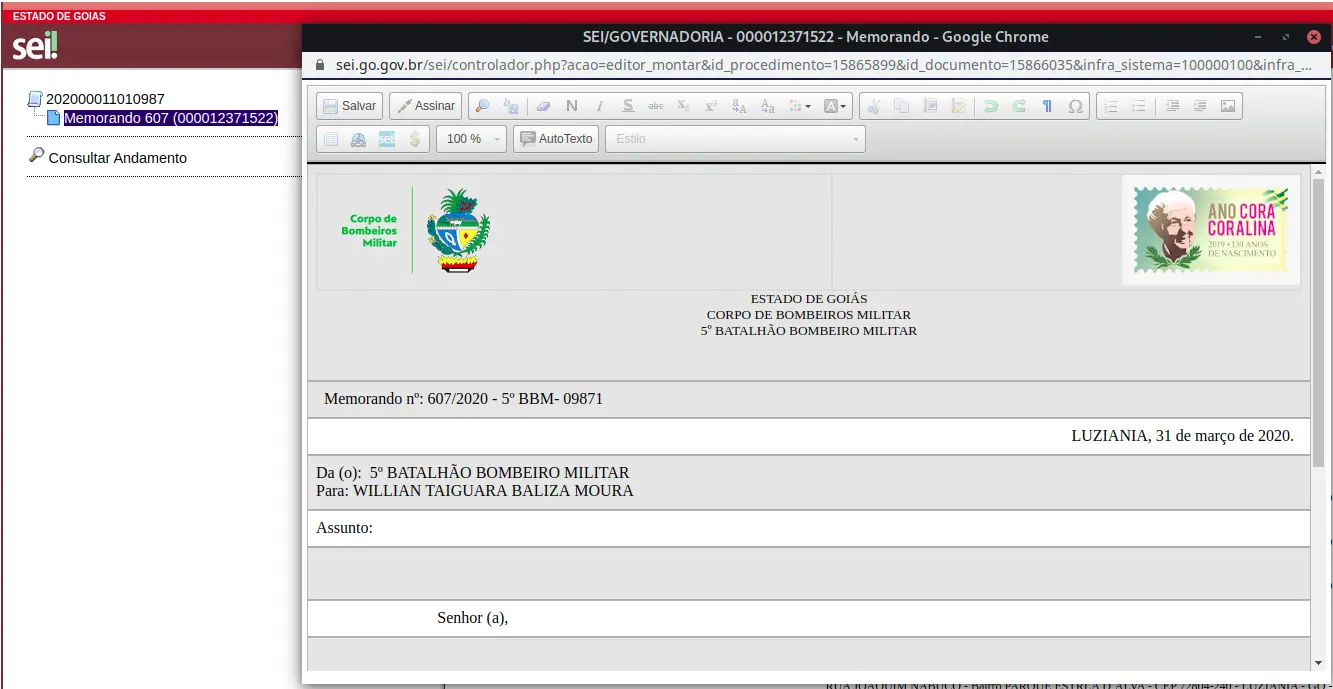 ESTADO DE GOIAS
sei!
202000011010987
Memorando 607 (000012371522)
Consultar Andamento
SEI/GOVERNADORIA - 000012371522 - Memorando - Google Chrome
sei.go.gov.br/sei/controlador.php?acao=editor_montar&id_procedimento=15865899&id_documento=15866035&infra_sistema=100000100&infra_...
Salvar Assinar N I S abc X₂ X²
sei! $ 100 % AutoTexto Estilo
Corpo de
Bombeiros
Militar
ANO CORA
CORALINA
2019 • 130 ANOS
DE NASCIMENTO
ESTADO DE GOIÁS
CORPO DE BOMBEIROS MILITAR
5º BATALHÃO BOMBEIRO MILITAR
Memorando nº: 607/2020 - 5º BBM- 09871
LUZIANIA, 31 de março de 2020.
Da (o): 5º BATALHÃO BOMBEIRO MILITAR
Para: WILLIAN TAIGUARA BALIZA MOURA
Assunto:
Senhor (a),
RUA JOAQUIM NABUCO - Bairro PARQUE ESTRELA D'ALVA - CEP 72804-240 - LUZIANIA - GO -